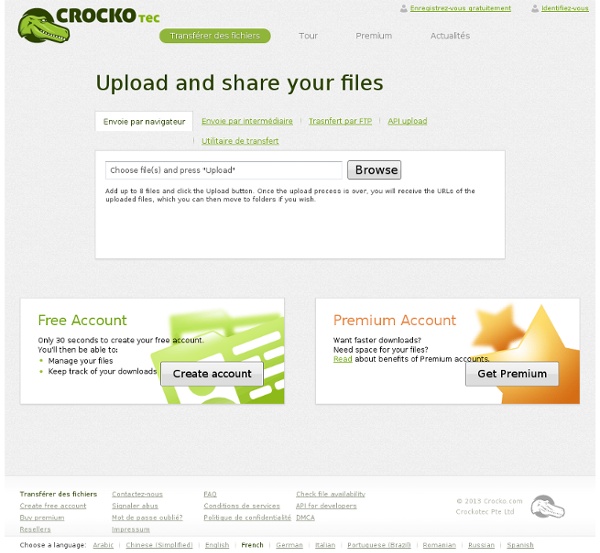 CROCKO TEC
Enregistrez-vous gratuitement Identifiez-vous
Transférer des fichiers Tour Premium Actualités
Upload and share your files
Envoie par navigateur Envoie par intermédiaire Trasnfert par FTP API upload
Utilitaire de transfert
Choose file(s) and press "Upload" Browse
Add up to 8 files and click the Upload button. Once the upload precess is over, you will receive the URLs of the
uploaded files, which you can then move to folders if you wish.
Free Account
Only 30 seconds to create your free account.
You'll then be able to:
Manage your files
Keep track of your downloads
Create account
Premium Account
Want faster downloads?
Need space for your files?
Read about benefits of Premium accounts.
Get Premium
Transférer des fichiers Contactez-nous FAQ Check file availability
Create free account Signaler abus Conditions de services API for developers
Buy premium Mot de passe oublié? Politique de confidentialité DMCA
Resellers Impressure
© 2015 Crocko.com
Crockotec Pte Ltd
Choose a language: Arabic Chinese (Simplified) English French German Italian Portuguese (Brazil) Romanian Russian Spanish